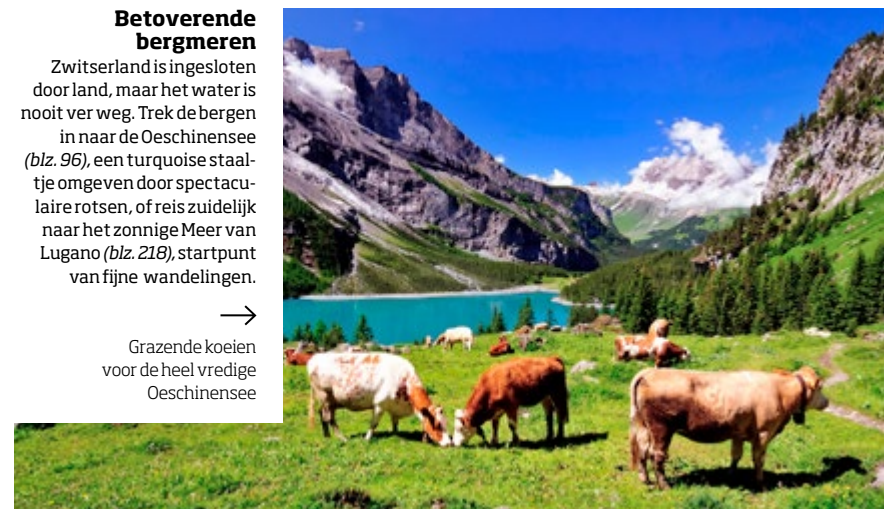 Betoverende
bergmeren
Zwitserland is ingesloten
door land, maar het water is
nooit ver weg. Trek de bergen
in naar de Oeschinensee
(blz. 96), een turquoise staal-
tje omgeven door spectacu-
laire rotsen, of reis zuidelijk
naar het zonnige Meer van
Lugano (blz. 218), startpunt
van fijne wandelingen.
→
Grazende koeien
voor de heel vredige
Oeschinensee